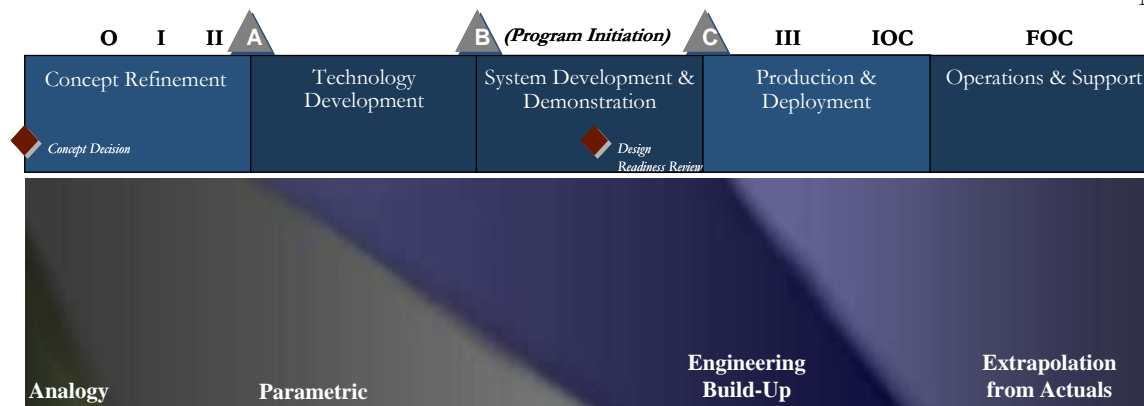 O I II A B (Program Initiation) C III IOC FOC
Concept Refinement
Technology
Development
System Development &
Demonstration
Production &
Deployment
Operations & Support
Concept Decision
Design
Readiness Review
Analogy
Parametric
Engineering
Build-Up
Extrapolation
from Actuals